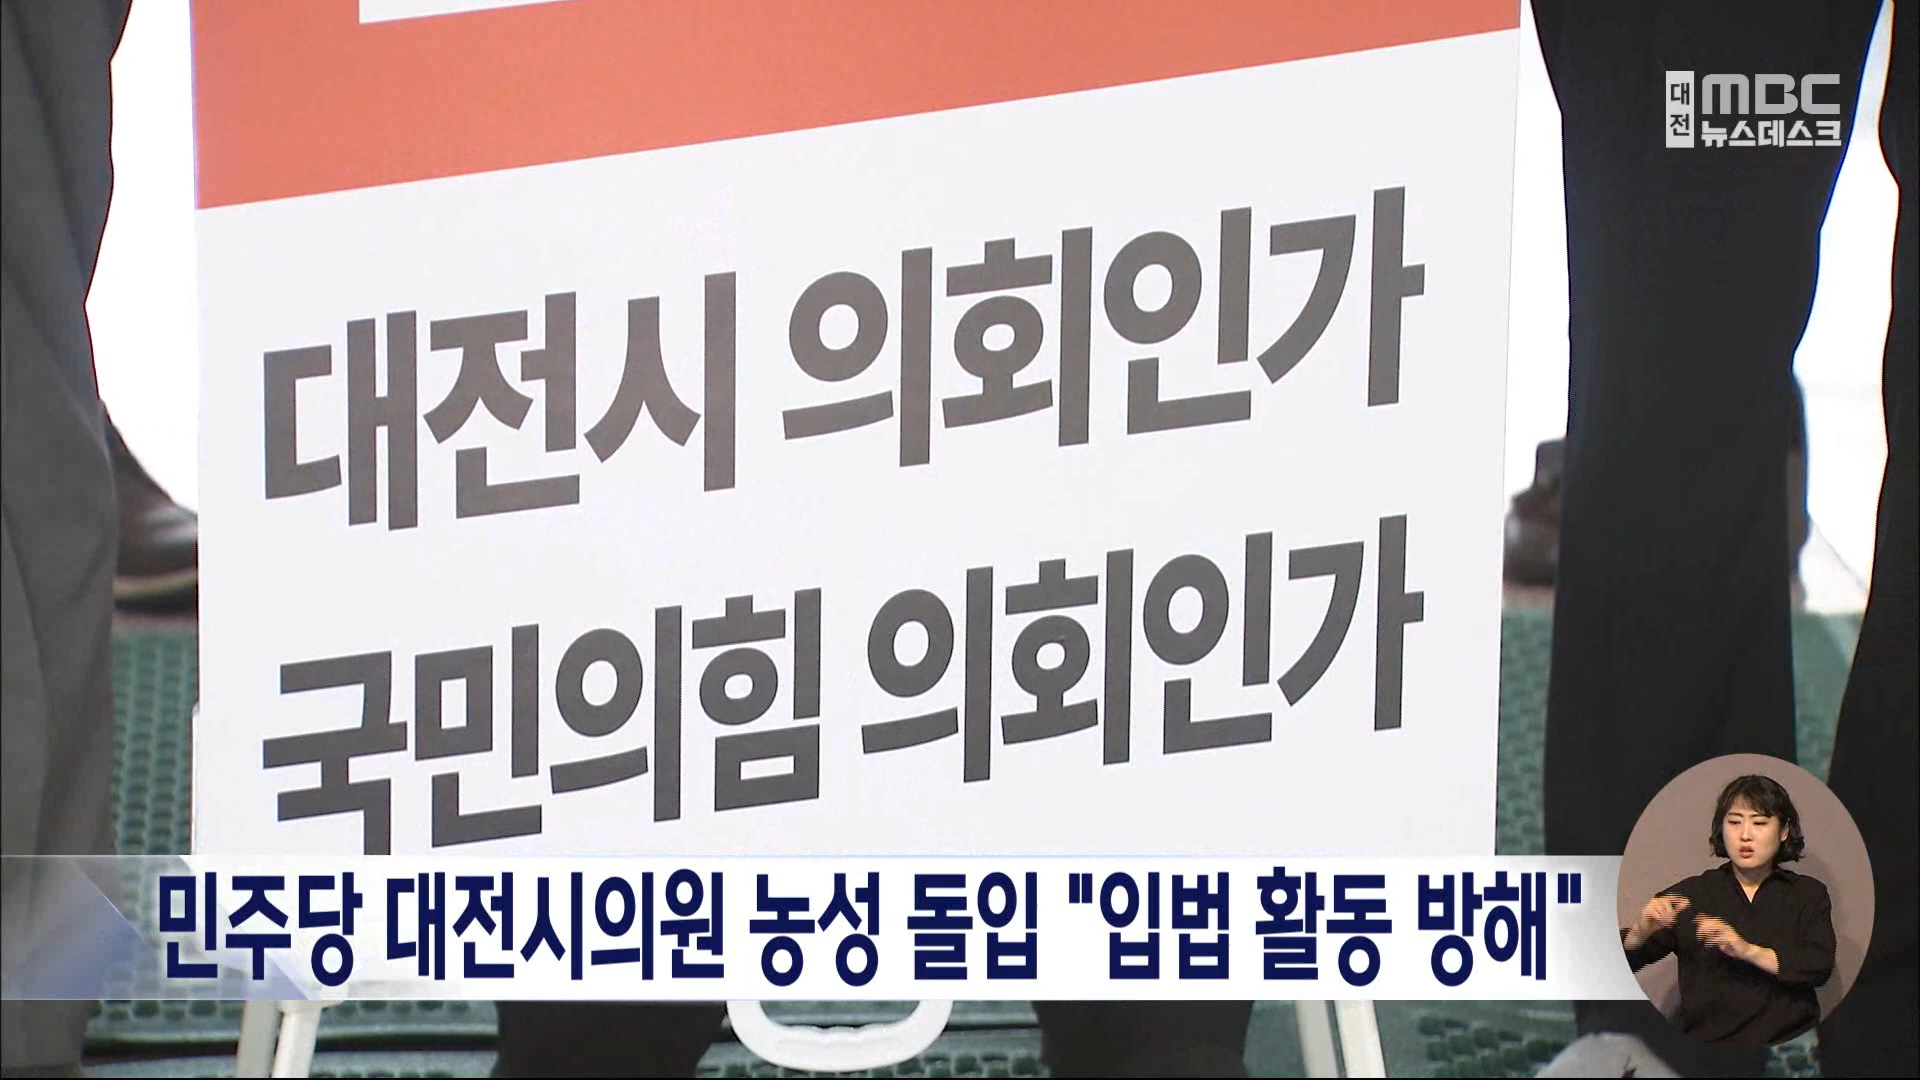 대전
MBC
뉴스데스크
대전시 의회인가
국민의힘 의회인가
민주당 대전시의원 농성 돌입 "입법 활동 방해"